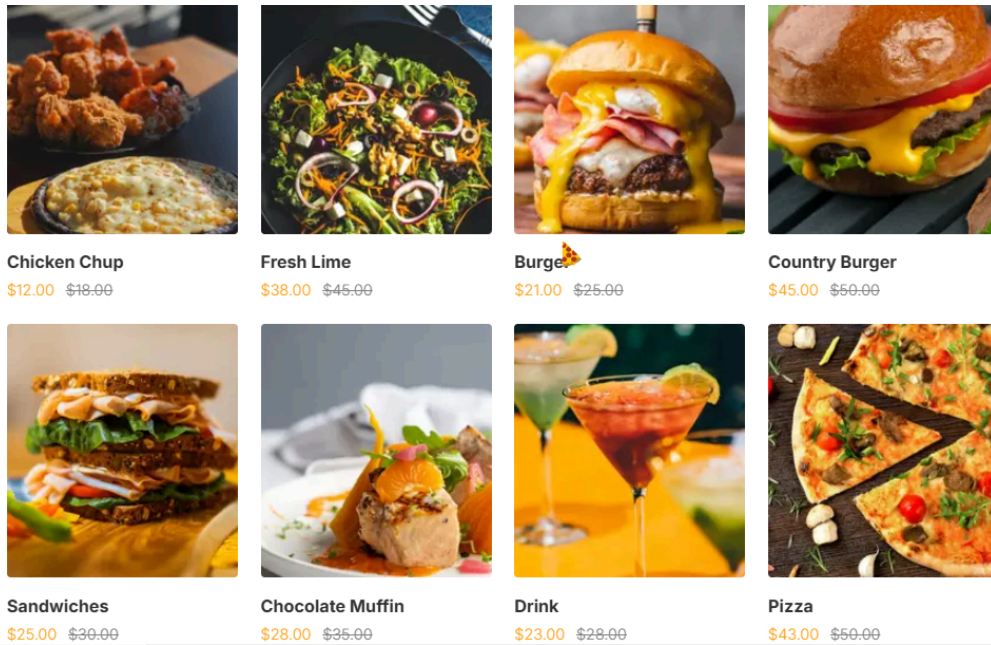 Chicken Chup
$12.00 $18.00
Fresh Lime
$38.00 $45.00
Burger
$21.00 $25.00
Country Burger
$45.00 $50.00
Sandwiches
$25.00 $30.00
Chocolate Muffin
$28.00 $35.00
Drink
$23.00 $28.00
Pizza
$43.00 $50.00